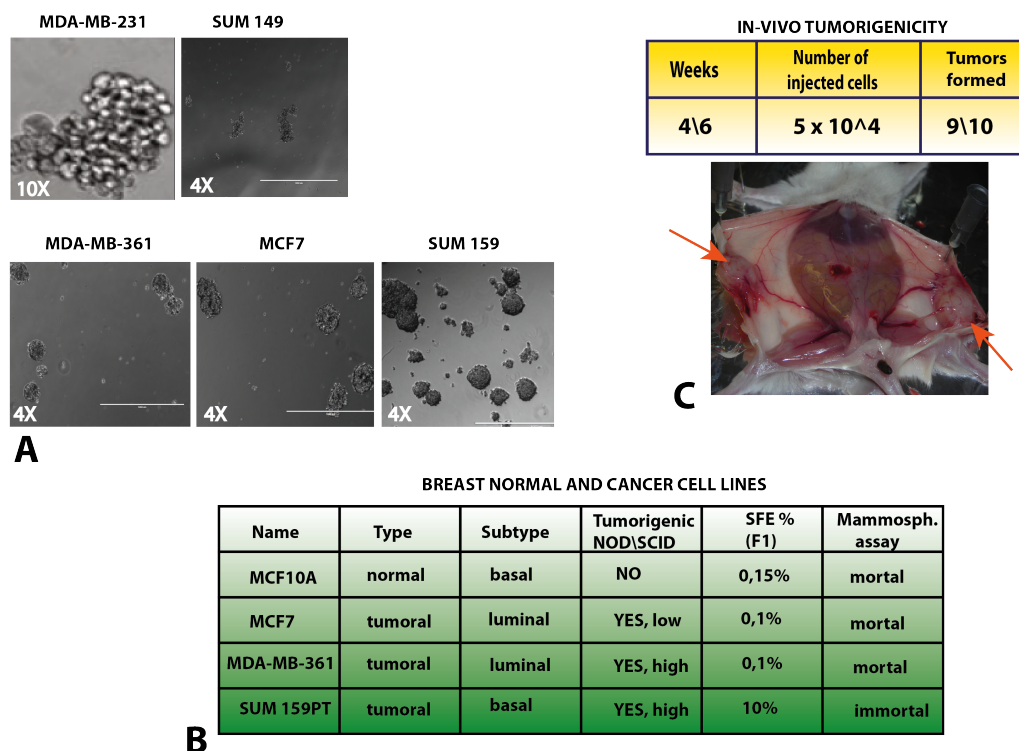 MDA-MB-231
SUM 149
10X
4X
MDA-MB-361
MCF7
SUM 159
4X
4X
4X
A
IN-VIVO TUMORIGENICITY
Weeks
Number of
injected cells
Tumors
formed
4\6
5 x 10^4
9\10
C
BREAST NORMAL AND CANCER CELL LINES
Name
Type
Subtype
Tumorigenic
NOD\SCID
SFE %
(F1)
Mammosph.
assay
MCF10A
normal
basal
NO
0,15%
mortal
MCF7
tumoral
luminal
YES, low
0,1%
mortal
MDA-MB-361
tumoral
luminal
YES, high
0,1%
mortal
SUM 159PT
tumoral
basal
YES, high
10%
immortal
B